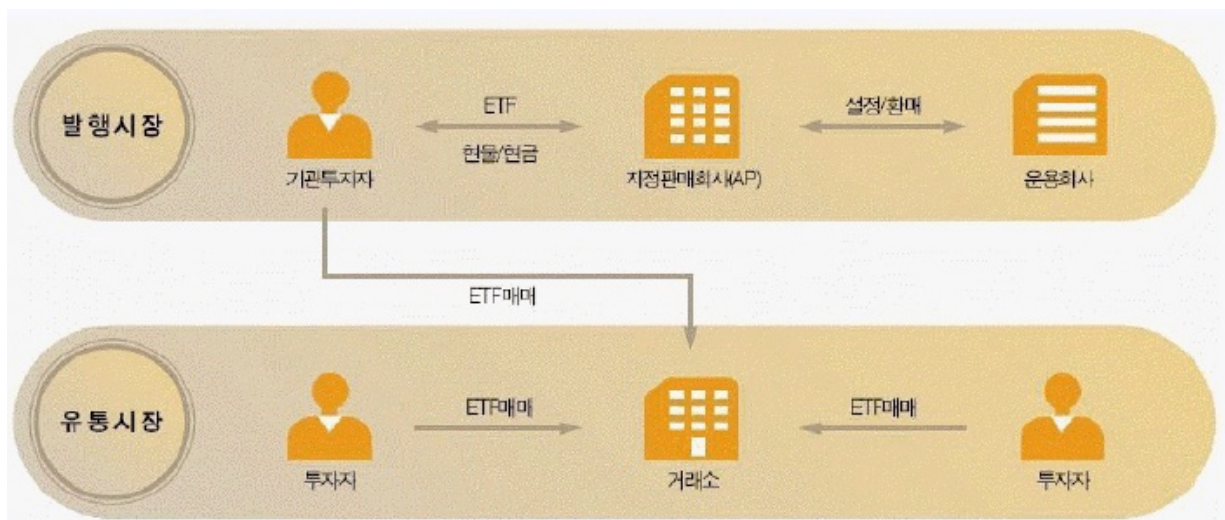 발행시장
ETF
현물/현금
설정/환매
기관투자자
지정판매회사(AP)
운용회사
ETF매매
유통시장
ETF매매
ETF매매
투자자
거래소
투자자